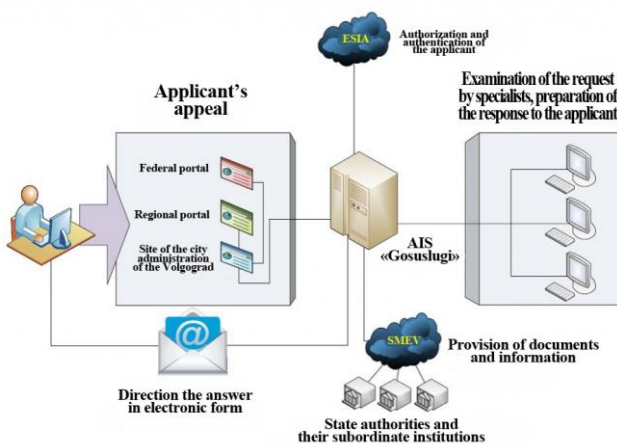 ESIA
Authorization and
authentication of
the applicant
Applicant's
appeal
Examination of the request
by specialists, preparation of
the response to the applicant
Federal portal
Regional portal
Site of the city
administration
of the Volgograd
AIS
«Gosuslugi»
@
SMEV
Provision of documents
and information
Direction the answer
in electronic form
State authorities and
their subordinate institutions